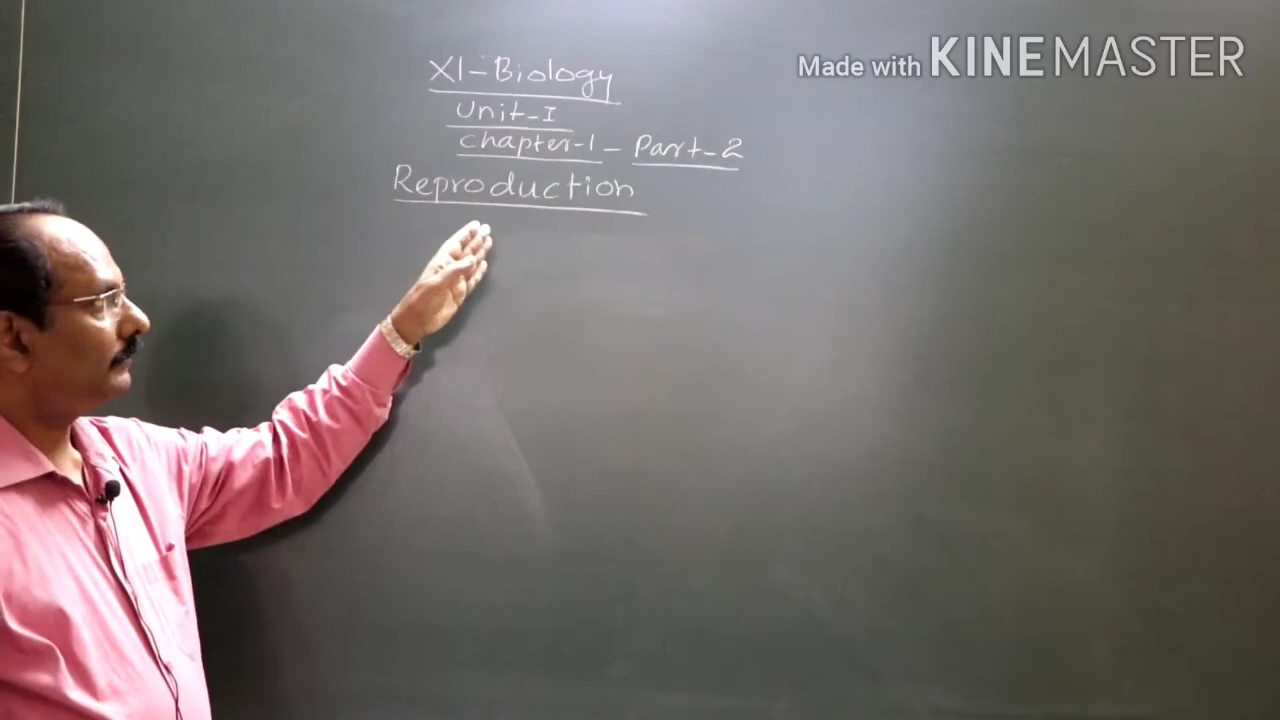 Made with KINEMASTER
XI-Biology
Unit-I
Chapter-1 - Part-2
Reproduction